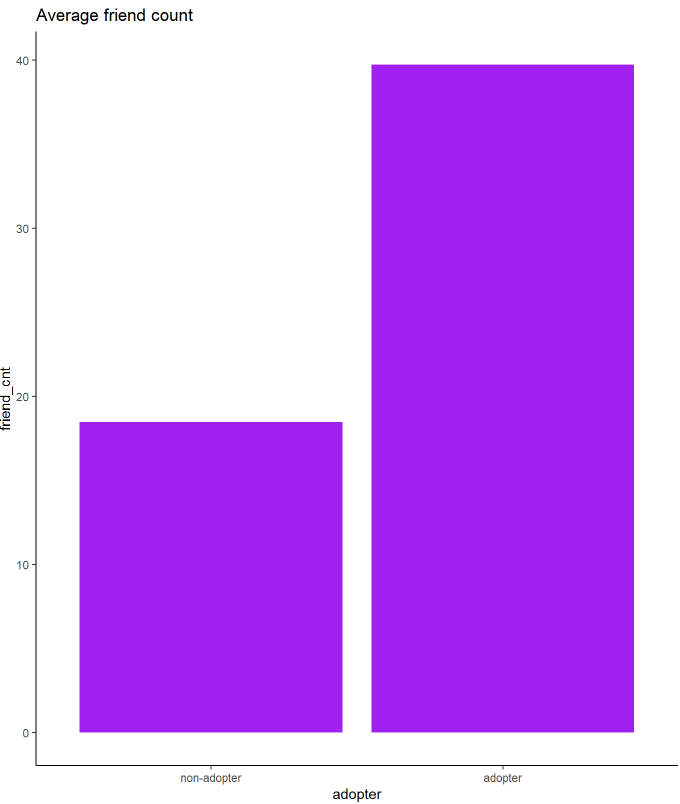 Average friend count
40
30
20
10
0
friend_cnt
non-adopter
adopter
adopter